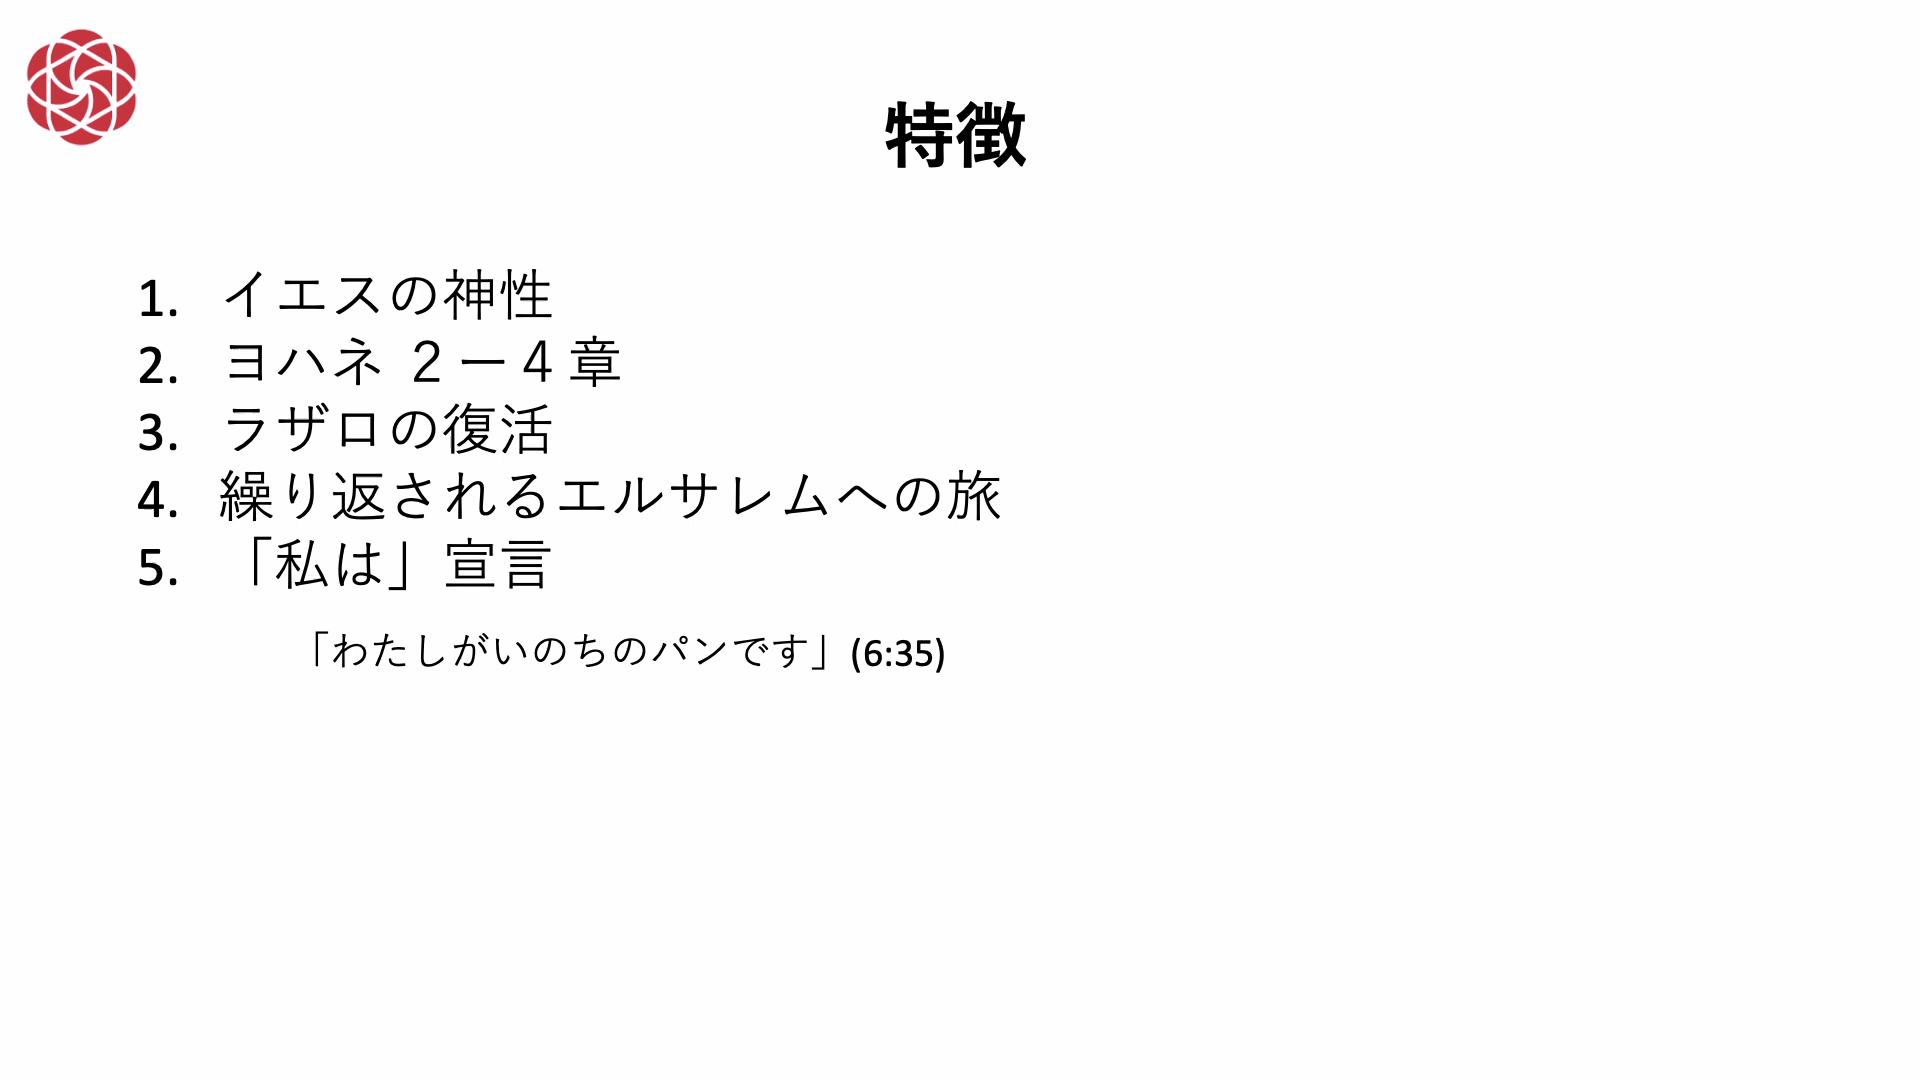 特徴
1. イエスの神性
2. ヨハネ ２ー４章
3. ラザロの復活
4. 繰り返されるエルサレムへの旅
5. 「私は」宣言
「わたしがいのちのパンです」(6:35)